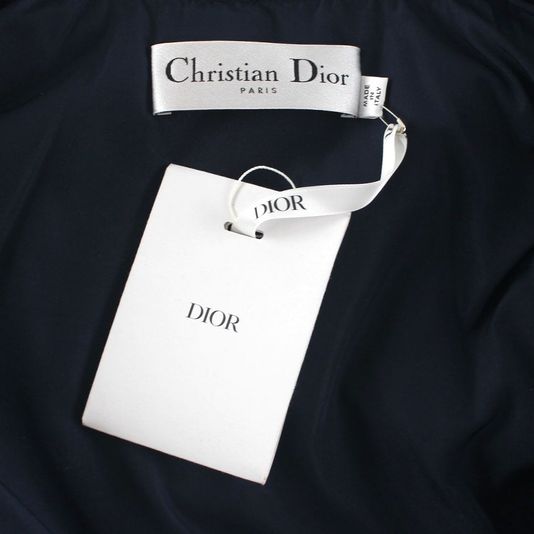 Christian Dior
PARIS
MADE
IN
ITALY
DIOR
DIOR